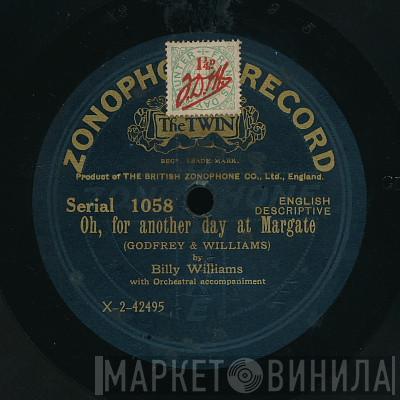 1¼D
ZONOPHONE RECORD
The TWIN
REGD. TRADE MARK.
Product of THE BRITISH ZONOPHONE CO., Ltd., England.
Serial 1058
ENGLISH
DESCRIPTIVE
Oh, for another day at Margate
(GODFREY & WILLIAMS)
by
Billy Williams
with Orchestral accompaniment
X-2-42495
МАРКЕТ ВИНИЛА